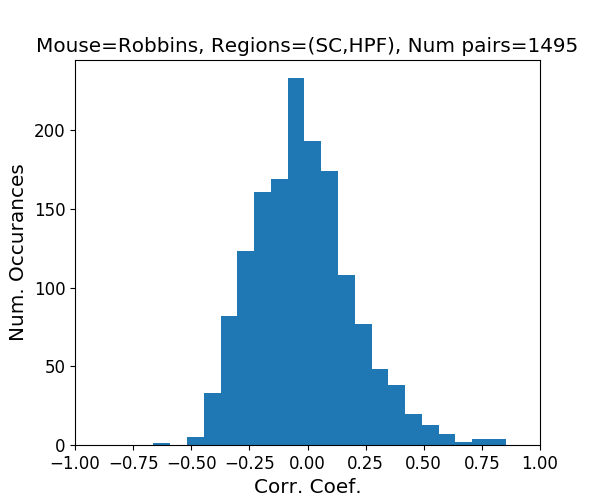 Mouse=Robbins, Regions=(SC,HPF), Num pairs=1495
Num. Occurances
200
150
100
50
0
−1.00 −0.75 −0.50 −0.25 0.00 0.25 0.50 0.75 1.00
Corr. Coef.